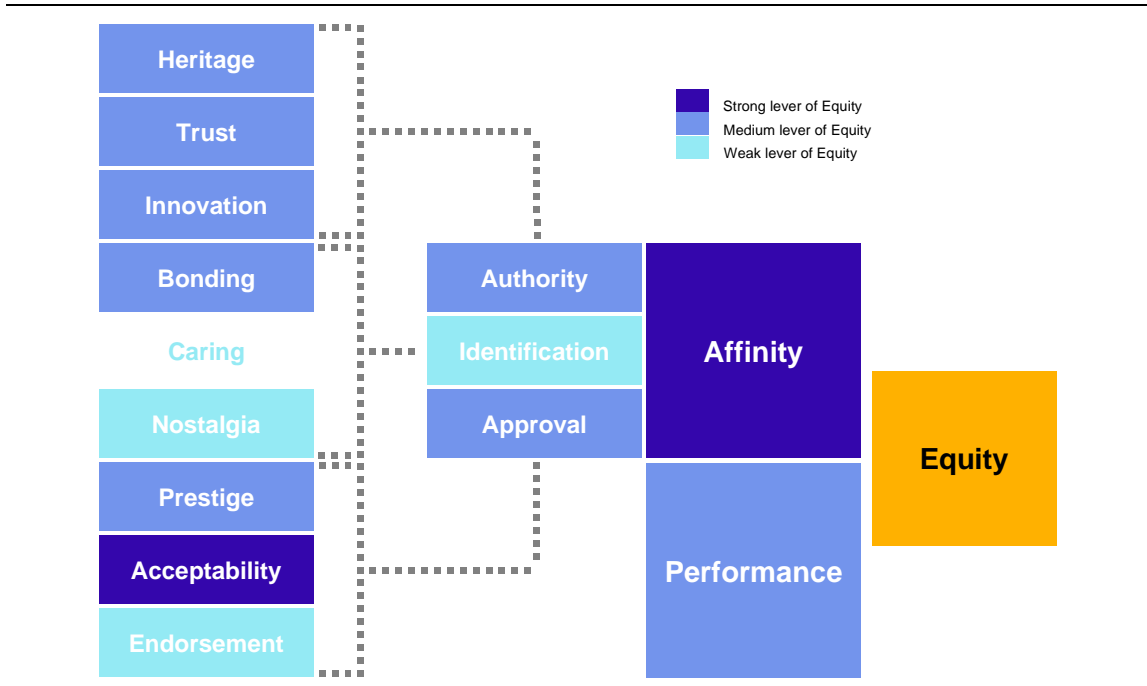 Heritage
Trust
Innovation
Bonding
Caring
Nostalgia
Prestige
Acceptability
Endorsement
Strong lever of Equity
Medium lever of Equity
Weak lever of Equity
Authority
Identification
Approval
Affinity
Performance
Equity